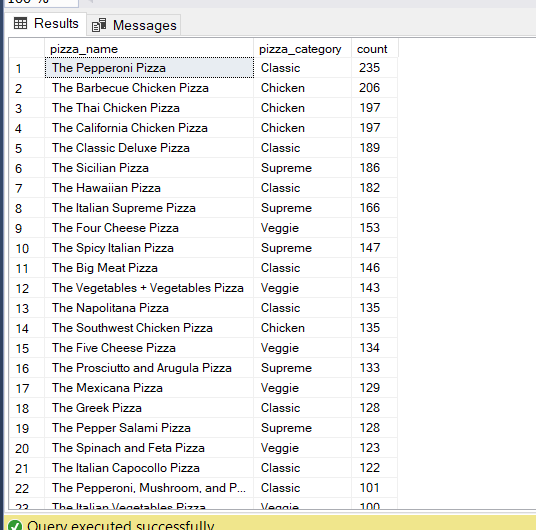 100 %
Results Messages
pizza_name pizza_category count
1 The Pepperoni Pizza Classic 235
2 The Barbecue Chicken Pizza Chicken 206
3 The Thai Chicken Pizza Chicken 197
4 The California Chicken Pizza Chicken 197
5 The Classic Deluxe Pizza Classic 189
6 The Sicilian Pizza Supreme 186
7 The Hawaiian Pizza Classic 182
8 The Italian Supreme Pizza Supreme 166
9 The Four Cheese Pizza Veggie 153
10 The Spicy Italian Pizza Supreme 147
11 The Big Meat Pizza Classic 146
12 The Vegetables + Vegetables Pizza Veggie 143
13 The Napolitana Pizza Classic 135
14 The Southwest Chicken Pizza Chicken 135
15 The Five Cheese Pizza Veggie 134
16 The Prosciutto and Arugula Pizza Supreme 133
17 The Mexicana Pizza Veggie 129
18 The Greek Pizza Classic 128
19 The Pepper Salami Pizza Supreme 128
20 The Spinach and Feta Pizza Veggie 123
21 The Italian Capocollo Pizza Classic 122
22 The Pepperoni, Mushroom, and P... Classic 101
23 The Italian Vegetables Pizza Veggie 100
Query executed successfully